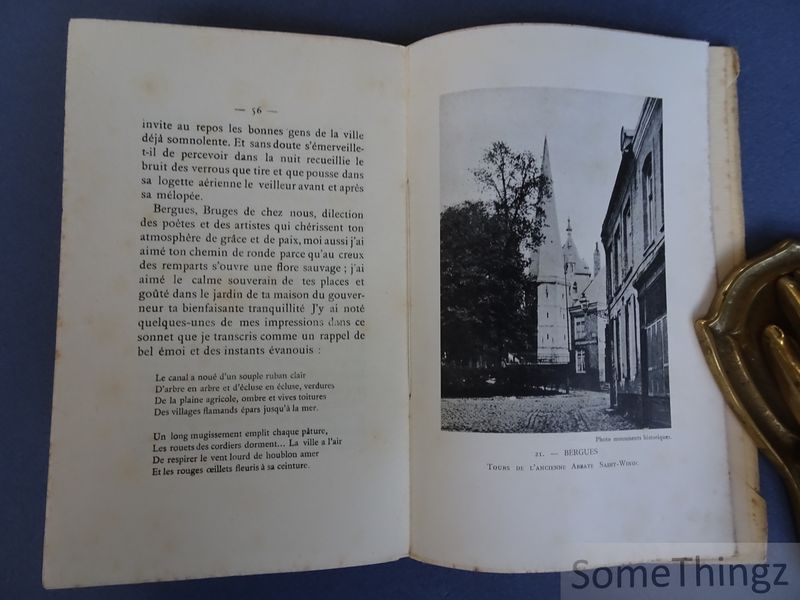 — 56 —
invite au repos les bonnes gens de la ville
déjà somnolente. Et sans doute s'émerveille-
t-il de percevoir dans la nuit recueillie le
bruit des verrous que tire et que pousse dans
sa logette aérienne le veilleur avant et après
sa mélopée.
Bergues, Bruges de chez nous, dilection
des poètes et des artistes qui chérissent ton
atmosphère de grâce et de paix, moi aussi j'ai
aimé ton chemin de ronde parce qu'au creux
des remparts s'ouvre une flore sauvage ; j'ai
aimé le calme souverain de tes places et
goûté dans le jardin de ta maison du gouver-
neur ta bienfaisante tranquillité J'y ai noté
quelques-unes de mes impressions dans ce
sonnet que je transcris comme un rappel de
bel émoi et des instants évanouis :
Le canal a noué d'un souple ruban clair
D'arbre en arbre et d'écluse en écluse, verdures
De la plaine agricole, ombre et vives toitures
Des villages flamands épars jusqu'à la mer.
Un long mugissement emplit chaque pâture,
Les rouets des cordiers dorment... La ville a l'air
De respirer le vent lourd de houblon amer
Et les rouges œillets fleuris à sa ceinture.
Photo monuments historiques.
21. — BERGUES
Tours de l'ancienne Abbaye Saint-Winoc
SomeThingz